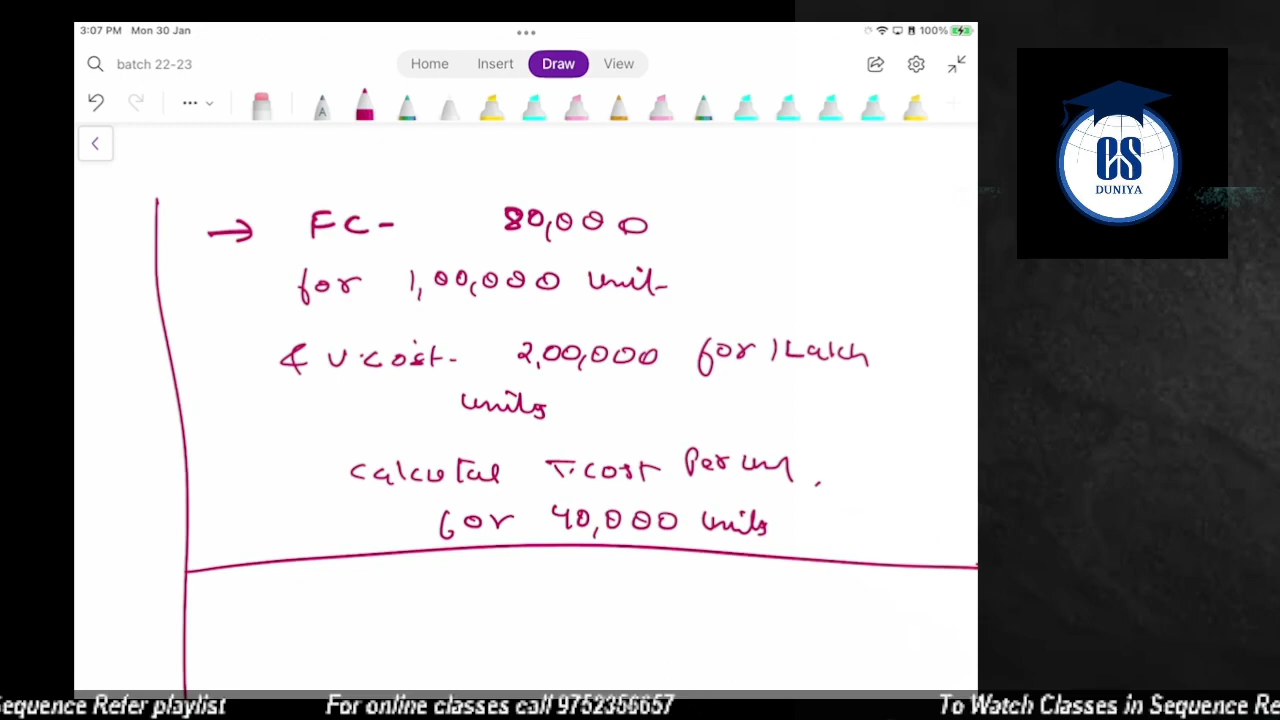 3:07 PM Mon 30 Jan
100%
batch 22-23
Home Insert Draw View
A
→ FC- 80,000
for 1,00,000 unit
& v.cost- 2,00,000 for 1 Lakh
units
T.cost Per unit,
for 40,000 units
CS
DUNIYA
Sequence Refer playlist For online classes call 9752356657 To Watch Classes in Sequence Re